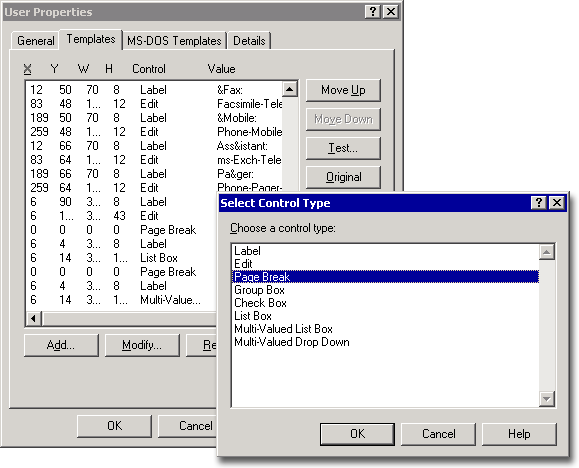 User Properties
General Templates MS-DOS Templates Details
X Y W H Control Value
12 50 70 8 Label &Fax:
83 48 1... 12 Edit Facsimile-Tele
189 50 70 8 Label &Mobile:
259 48 1... 12 Edit Phone-Mobile
12 66 70 8 Label Ass&istant:
83 64 1... 12 Edit ms-Exch-Tele
189 66 70 8 Label Pa&ger:
259 64 1... 12 Edit Phone-Pager-
6 90 3... 8 Label
6 1... 3... 43 Edit
0 0 0 0 Page Break
6 4 3... 8 Label
6 14 3... 1... List Box
0 0 0 0 Page Break
6 4 3... 8 Label
6 14 3... 1... Multi-Value...
Move Up
Move Down
Test...
Original
Add... Modify... Re
OK Cancel
Select Control Type
Choose a control type:
Label
Edit
Page Break
Group Box
Check Box
List Box
Multi-Valued List Box
Multi-Valued Drop Down
OK Cancel Help